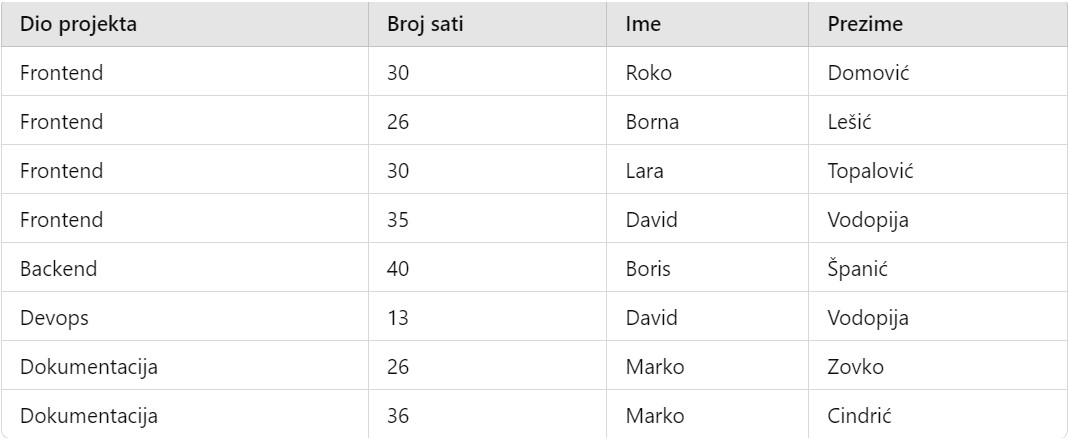 Dio projekta Broj sati Ime Prezime
Frontend 30 Roko Domović
Frontend 26 Borna Lešić
Frontend 30 Lara Topalović
Frontend 35 David Vodopija
Backend 40 Boris Španić
Devops 13 David Vodopija
Dokumentacija 26 Marko Zovko
Dokumentacija 36 Marko Cindrić